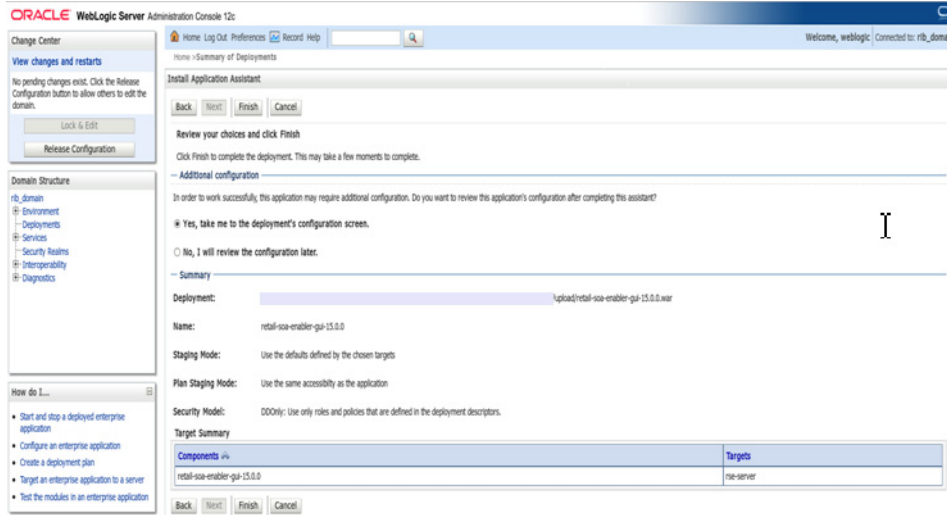 ORACLE WebLogic Server Administration Console 12c
Change Center
View changes and restarts
No pending changes exist. Click the Release
Configuration button to allow others to edit the
domain.
Lock & Edit
Release Configuration
Domain Structure
rib_domain
Environment
Deployments
Services
Security Realms
Interoperability
Diagnostics
How do I...
Start and stop a deployed enterprise
application
Configure an enterprise application
Create a deployment plan
Target an enterprise application to a server
Test the modules in an enterprise application
Home Log Out Preferences Record Help
Welcome, weblogic Connected to: rib_doma
Home >Summary of Deployments
Install Application Assistant
Back Next Finish Cancel
Review your choices and click Finish
Click Finish to complete the deployment. This may take a few moments to complete.
Additional configuration
In order to work successfully, this application may require additional configuration. Do you want to review this application's configuration after completing this assistant?
Yes, take me to the deployment's configuration screen.
No, I will review the configuration later.
Summary
Deployment: /upload/retail-soa-enabler-gui-15.0.0.war
Name: retail-soa-enabler-gui-15.0.0
Staging Mode: Use the defaults defined by the chosen targets
Plan Staging Mode: Use the same accessibilty as the application
Security Model: DDOnly: Use only roles and policies that are defined in the deployment descriptors.
Target Summary
Components Targets
retail-soa-enabler-gui-15.0.0 rse-server
Back Next Finish Cancel